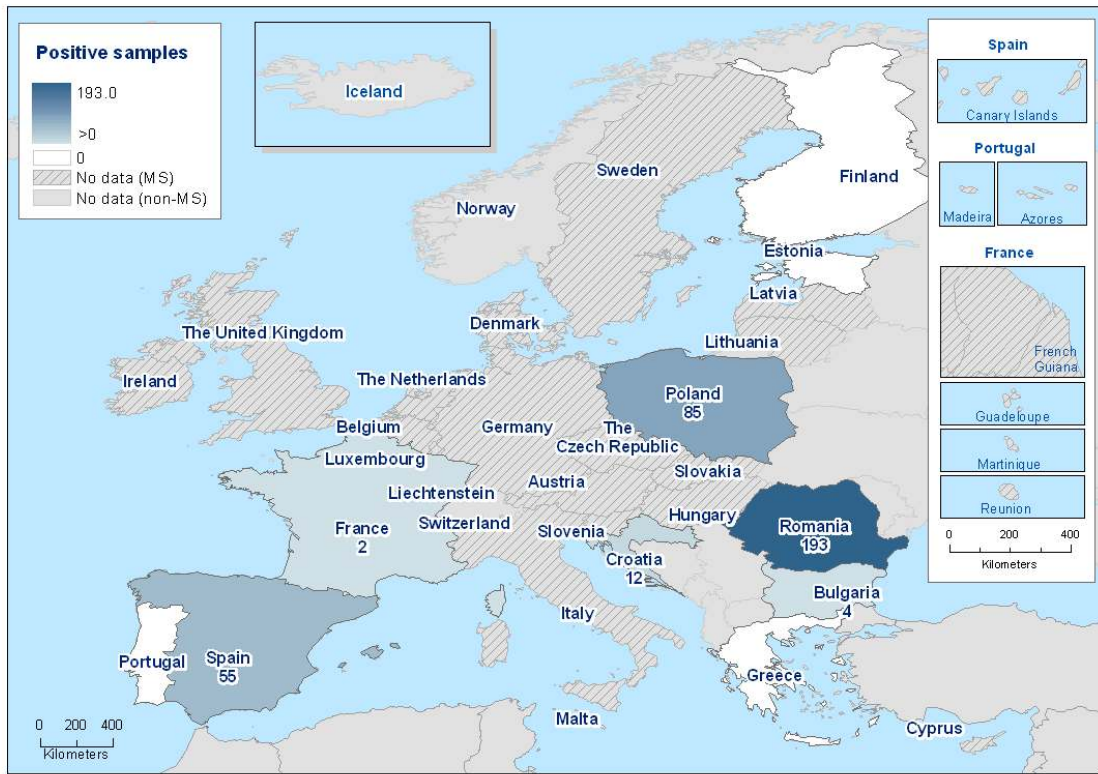 Positive samples
193.0
>0
0
No data (MS)
No data (non-MS)
Iceland
Sweden
Finland
Norway
Estonia
Latvia
The United Kingdom
Denmark
Lithuania
Ireland
The Netherlands
Poland
85
Belgium
Germany
The
Czech Republic
Luxembourg
Slovakia
Austria
Liechtenstein
Hungary
Switzerland
Slovenia
France
2
Romania
193
Croatia
12
Bulgaria
4
Italy
Portugal
Spain
55
Greece
Malta
Cyprus
0 200 400
Kilometers
Spain
Canary Islands
Portugal
Madeira
Azores
France
French
Guiana
Guadeloupe
Martinique
Reunion
0 200 400
Kilometers